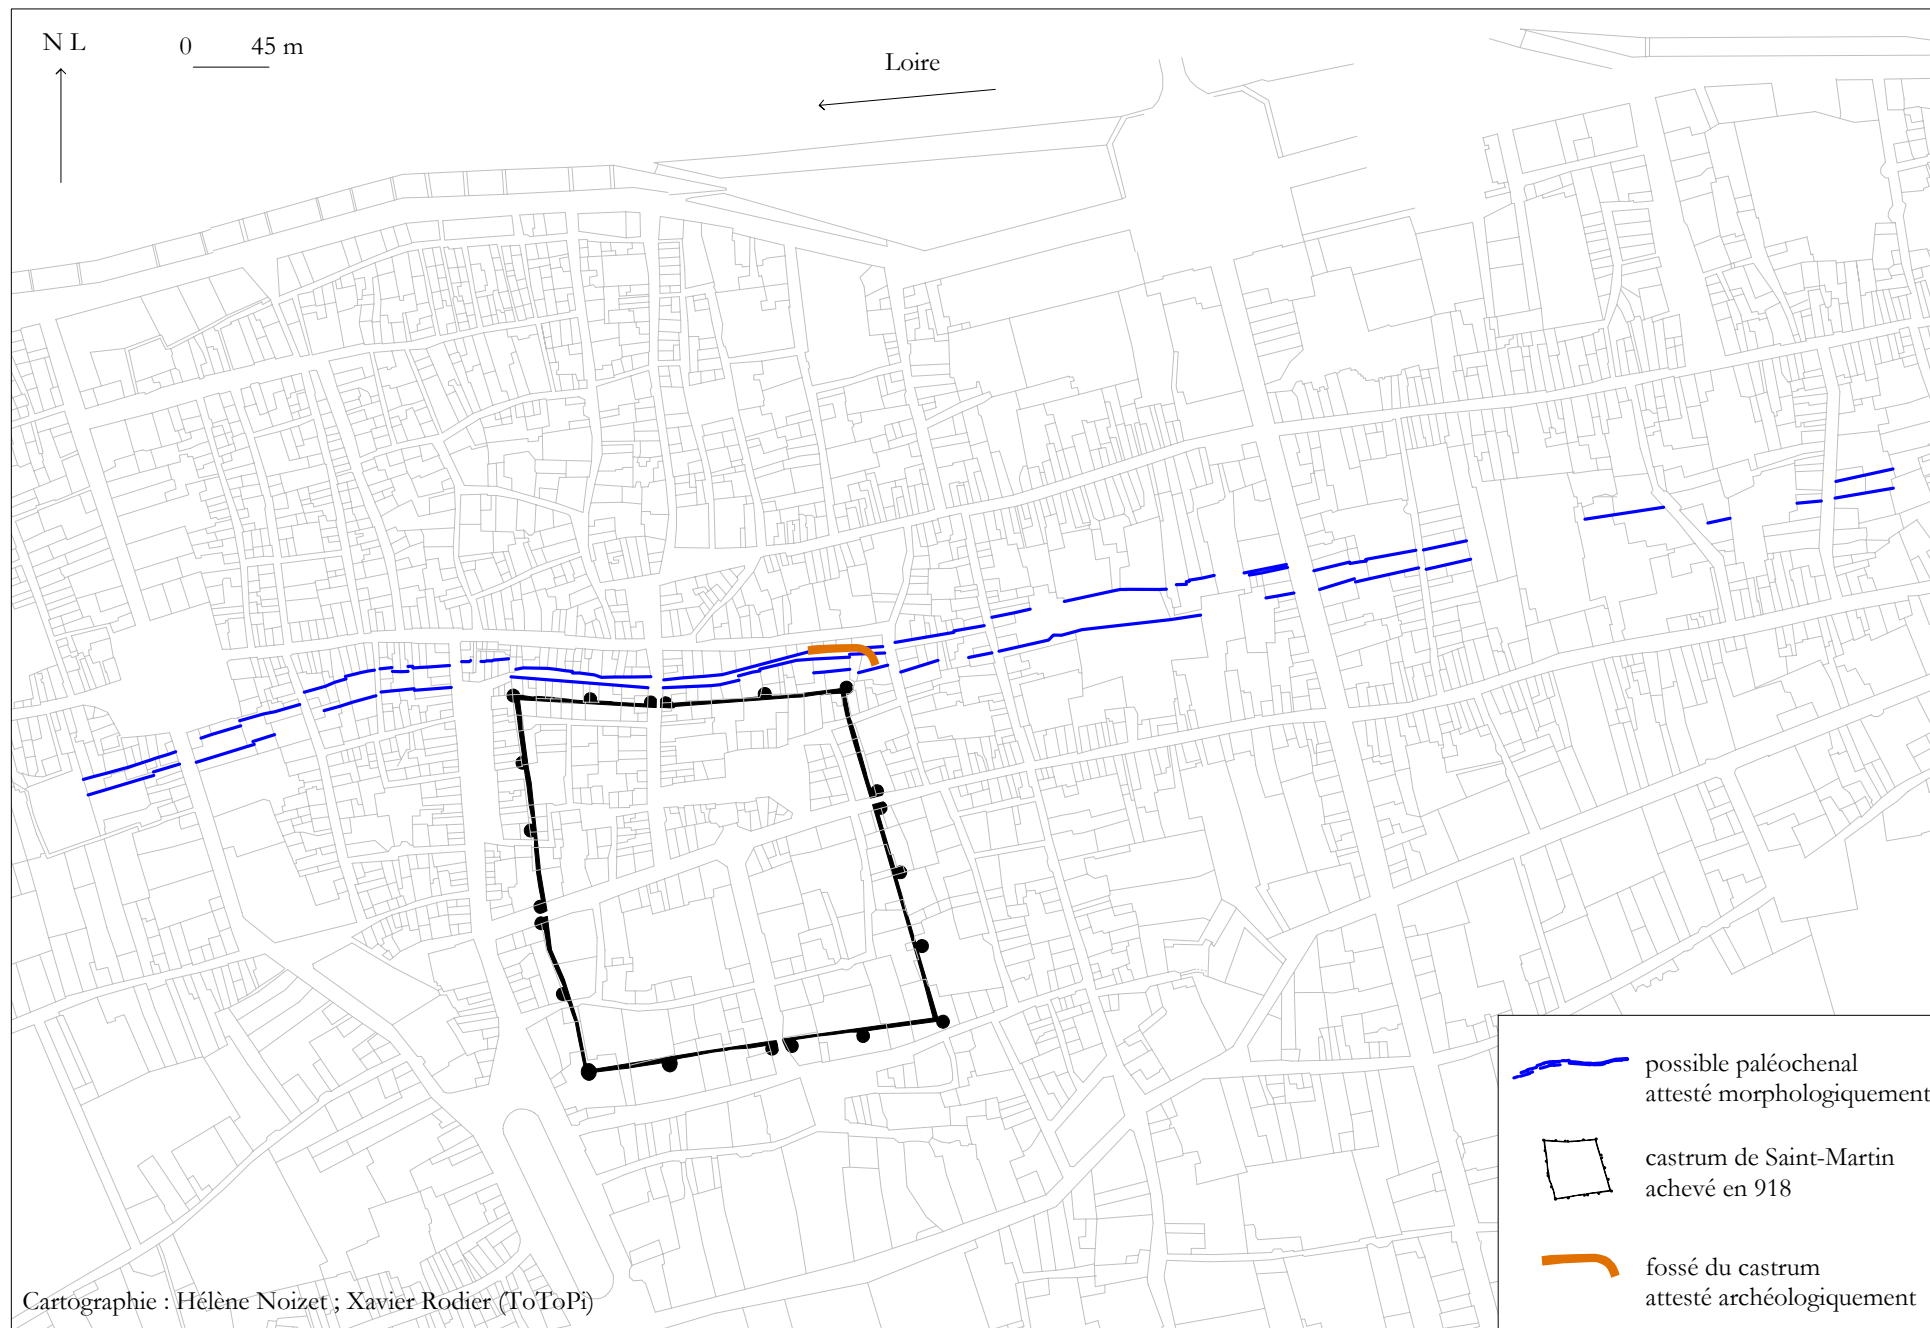 N L
0 45 m
Loire
possible paléochenal
attesté morphologiquement
castrum de Saint-Martin
achevé en 918
fossé du castrum
attesté archéologiquement
Cartographie : Hélène Noizet ; Xavier Rodier (ToToPi)